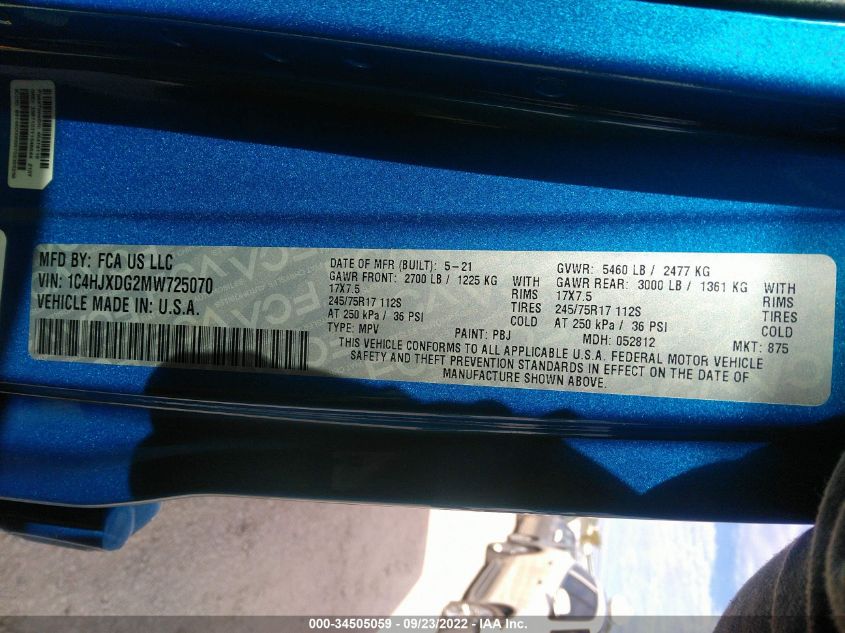 MFD BY: FCA US LLC
VIN: 1C4HJXDG2MW725070
VEHICLE MADE IN: U.S.A.
DATE OF MFR (BUILT): 5-21
GVWR: 5460 LB / 2477 KG
GAWR FRONT: 2700 LB / 1225 KG WITH
17X7.5 RIMS
245/75R17 112S TIRES
AT 250 kPa / 36 PSI COLD
GAWR REAR: 3000 LB / 1361 KG WITH
17X7.5 RIMS
245/75R17 112S TIRES
AT 250 kPa / 36 PSI COLD
TYPE: MPV PAINT: PBJ MDH: 052812 MKT: 875
THIS VEHICLE CONFORMS TO ALL APPLICABLE U.S.A. FEDERAL MOTOR VEHICLE
SAFETY AND THEFT PREVENTION STANDARDS IN EFFECT ON THE DATE OF
MANUFACTURE SHOWN ABOVE.
000-34505059 - 09/23/2022 - IAA Inc.